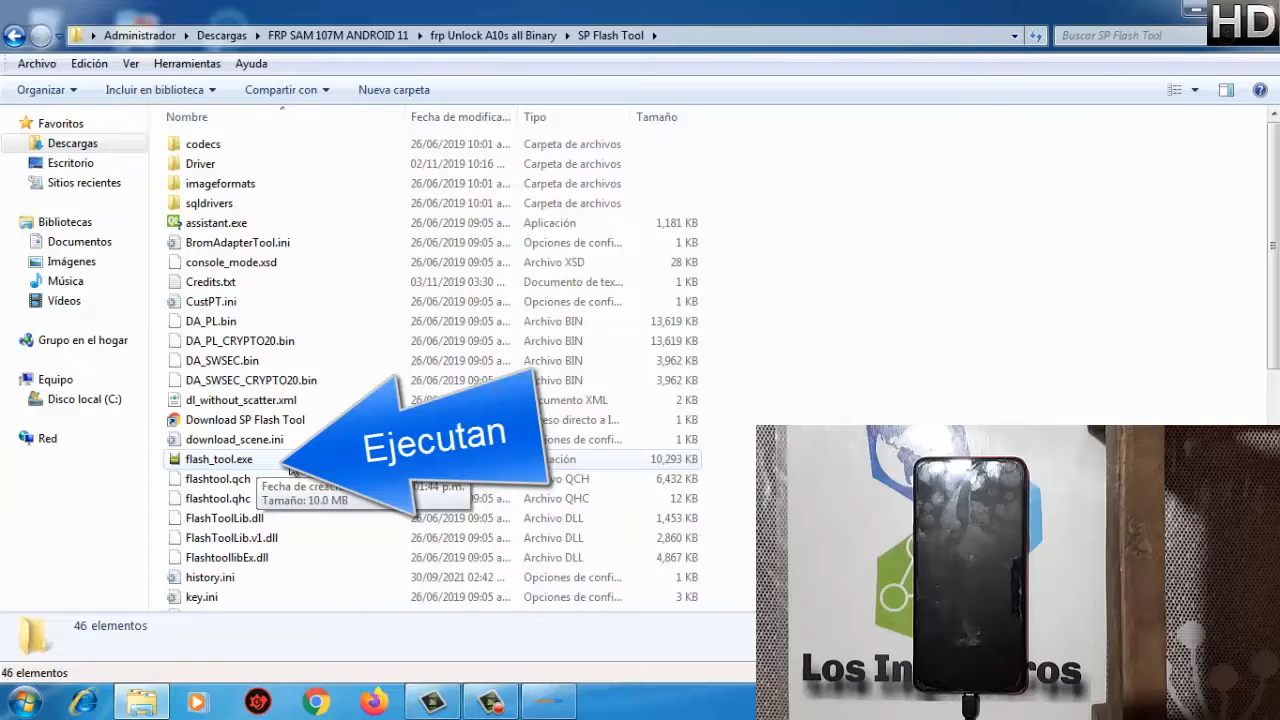 HD
Administrador Descargas FRP SAM 107M ANDROID 11 frp Unlock A10s all Binary SP Flash Tool
Buscar SP Flash Tool
Archivo Edición Ver Herramientas Ayuda
Organizar Incluir en biblioteca Compartir con Nueva carpeta
Favoritos
Descargas
Escritorio
Sitios recientes
Bibliotecas
Documentos
Imágenes
Música
Vídeos
Grupo en el hogar
Equipo
Disco local (C:)
Red
Nombre Fecha de modifica... Tipo Tamaño
codecs 26/06/2019 10:01 a... Carpeta de archivos
Driver 02/11/2019 10:16 ... Carpeta de archivos
imageformats 26/06/2019 10:01 a... Carpeta de archivos
sqldrivers 26/06/2019 10:01 a... Carpeta de archivos
assistant.exe 26/06/2019 09:05 a... Aplicación 1,181 KB
BromAdapterTool.ini 26/06/2019 09:05 a... Opciones de confi... 1 KB
console_mode.xsd 26/06/2019 09:05 a... Archivo XSD 28 KB
Credits.txt 03/11/2019 03:30 ... Documento de tex... 1 KB
CustPT.ini 26/06/2019 09:05 a... Opciones de confi... 1 KB
DA_PL.bin 26/06/2019 09:05 a... Archivo BIN 13,619 KB
DA_PL_CRYPTO20.bin 26/06/2019 09:05 a... Archivo BIN 13,619 KB
DA_SWSEC.bin 26/06/2019 09:05 a... Archivo BIN 3,962 KB
DA_SWSEC_CRYPTO20.bin 26/06/2019 09:05 a... Archivo BIN 3,962 KB
dl_without_scatter.xml XML 2 KB
Download SP Flash Tool 1 KB
download_scene.ini de confi... 1 KB
flash_tool.exe 10,293 KB
flashtool.qch QCH 6,432 KB
flashtool.qhc Archivo QHC 12 KB
FlashToolLib.dll 26/06/2019 09:05 a... Archivo DLL 1,453 KB
FlashToolLib.v1.dll 26/06/2019 09:05 a... Archivo DLL 2,860 KB
FlashtoollibEx.dll 26/06/2019 09:05 a... Archivo DLL 4,867 KB
history.ini 30/09/2021 02:42 ... Opciones de confi... 1 KB
key.ini 26/06/2019 09:05 a... Opciones de confi... 3 KB
Ejecutan
Fecha de :44 p.m.
Tamaño: 10.0 MB
46 elementos
46 elementos
Los In ros